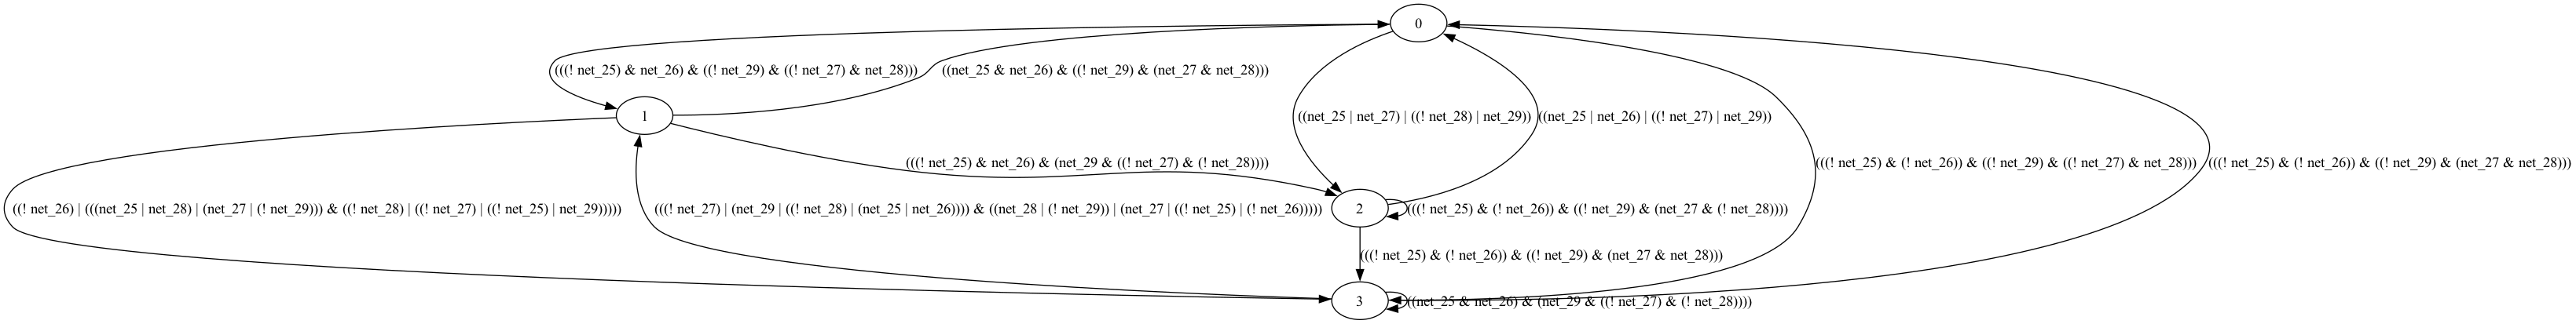 0
(((! net_25) & net_26) & ((! net_29) & ((! net_27) & net_28)))
((net_25 & net_26) & ((! net_29) & (net_27 & net_28)))
1
((net_25 | net_27) | ((! net_28) | net_29))
((net_25 | net_26) | ((! net_27) | net_29))
(((! net_25) & net_26) & (net_29 & ((! net_27) & (! net_28))))
(((! net_25) & (! net_26)) & ((! net_29) & ((! net_27) & net_28)))
(((! net_25) & (! net_26)) & ((! net_29) & (net_27 & net_28)))
((! net_26) | (((net_25 | net_28) | (net_27 | (! net_29))) & ((! net_28) | ((! net_27) | ((! net_25) | net_29)))))
(((! net_27) | (net_29 | ((! net_28) | (net_25 | net_26)))) & ((net_28 | (! net_29)) | (net_27 | ((! net_25) | (! net_26)))))
2
(((! net_25) & (! net_26)) & ((! net_29) & (net_27 & (! net_28))))
(((! net_25) & (! net_26)) & ((! net_29) & (net_27 & net_28)))
3
((net_25 & net_26) & (net_29 & ((! net_27) & (! net_28))))